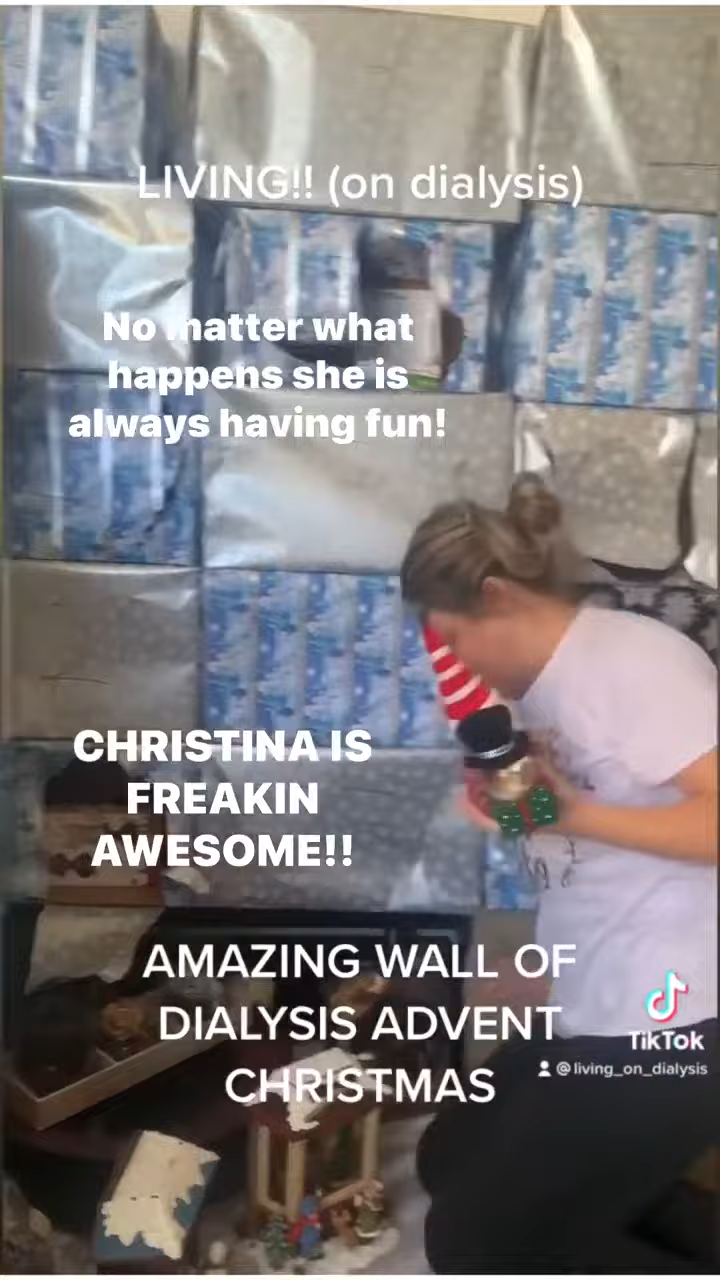 LIVING!! (on dialysis)
No matter what
happens she is
always having fun!
CHRISTINA IS
FREAKIN
AWESOME!!
AMAZING WALL OF
DIALYSIS ADVENT
CHRISTMAS
TikTok
@living_on_dialysis